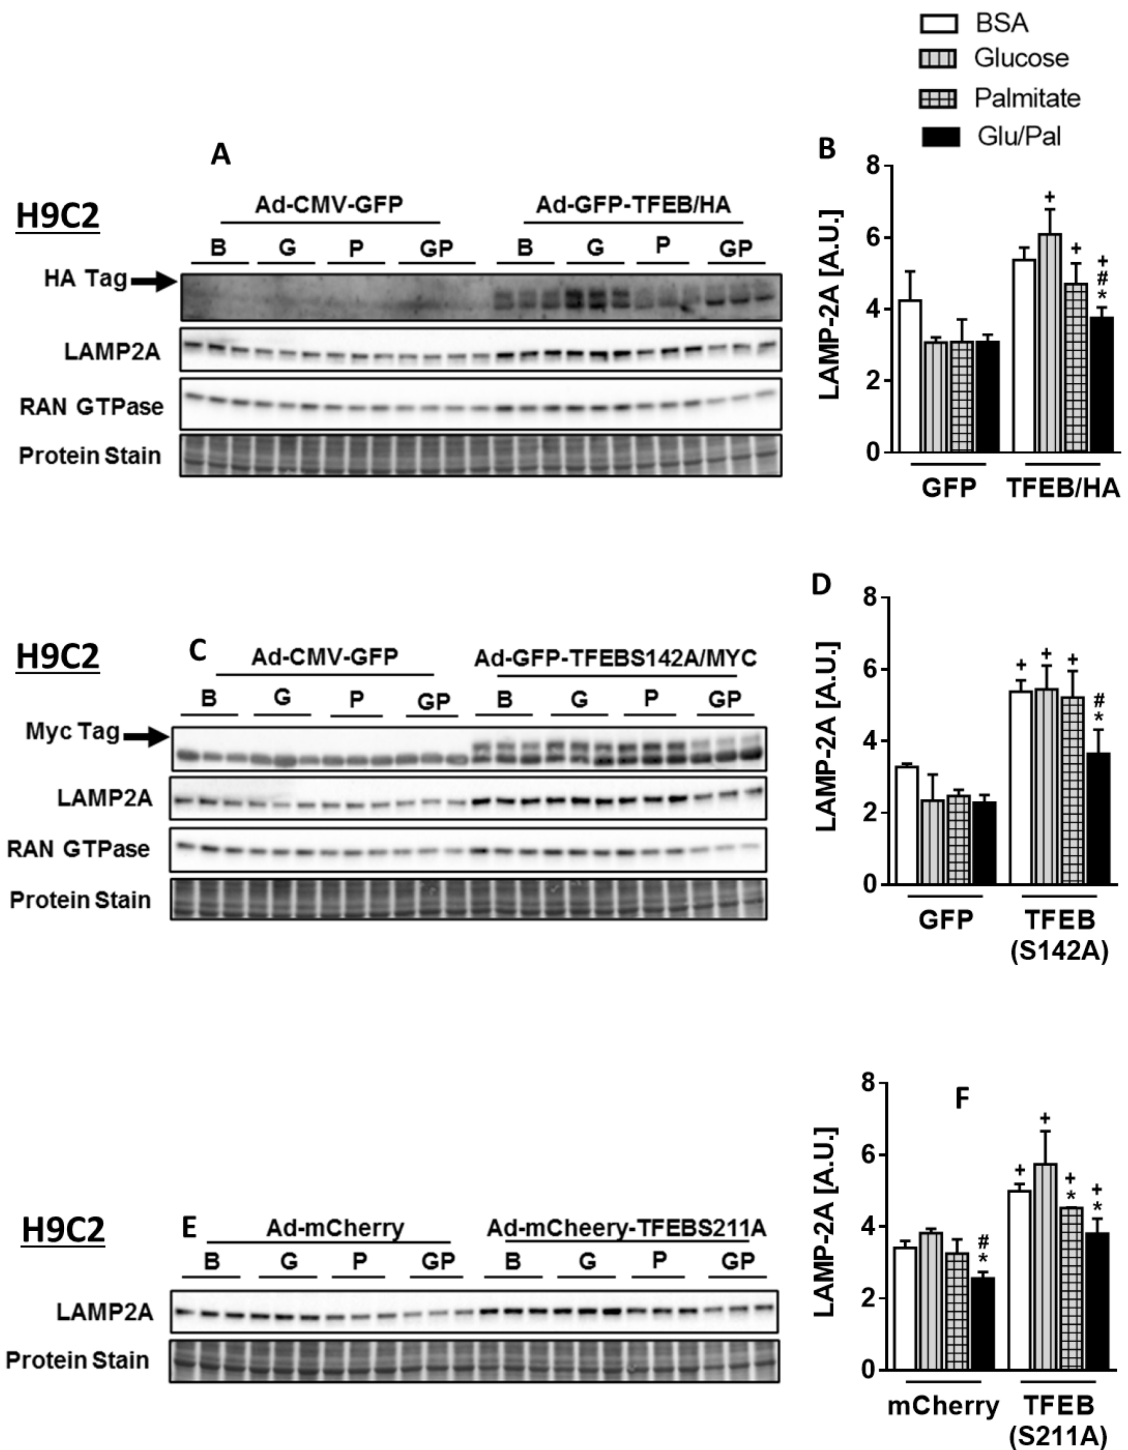 BSA
Glucose
Palmitate
Glu/Pal
A
H9C2
Ad-CMV-GFP
Ad-GFP-TFEB/HA
B G P GP B G P GP
HA Tag
LAMP2A
RAN GTPase
Protein Stain
B
LAMP-2A [A.U.]
8
6
4
2
0
+
+
+
#
*
GFP
TFEB/HA
H9C2
C
Ad-CMV-GFP
Ad-GFP-TFEBS142A/MYC
B G P GP B G P GP
Myc Tag
LAMP2A
RAN GTPase
Protein Stain
D
LAMP-2A [A.U.]
8
6
4
2
0
+ + +
#
*
GFP
TFEB
(S142A)
H9C2
E
Ad-mCherry
Ad-mCheery-TFEBS211A
B G P GP B G P GP
LAMP2A
Protein Stain
F
LAMP-2A [A.U.]
8
6
4
2
0
#
*
+
+
+
*
+
*
mCherry
TFEB
(S211A)